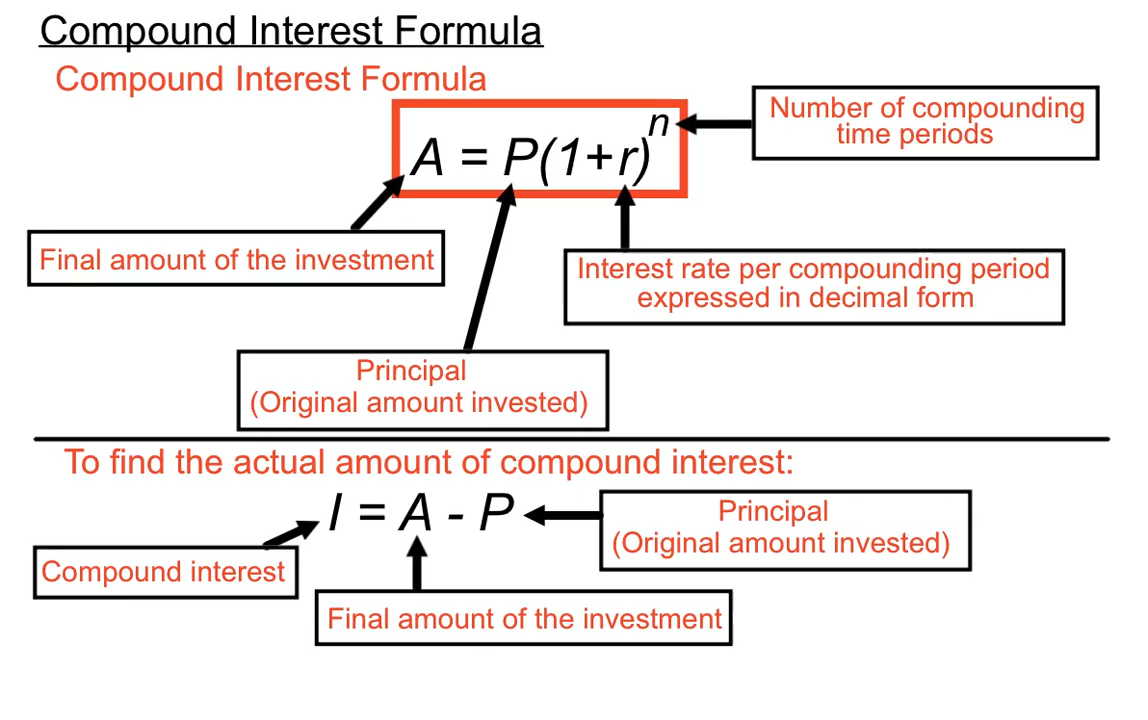 Compound Interest Formula
Compound Interest Formula
A = P(1+r)^n
Number of compounding
time periods
Final amount of the investment
Interest rate per compounding period
expressed in decimal form
Principal
(Original amount invested)
To find the actual amount of compound interest:
I = A - P
Principal
(Original amount invested)
Compound interest
Final amount of the investment